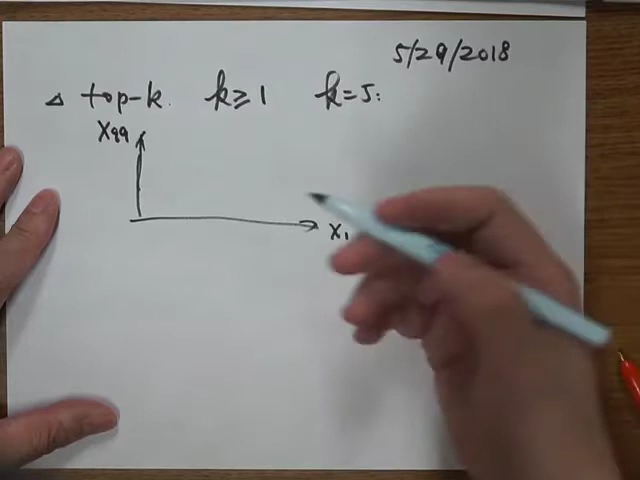 5/29/2018
△ top-k. k≥1 k=5:
X99
X1